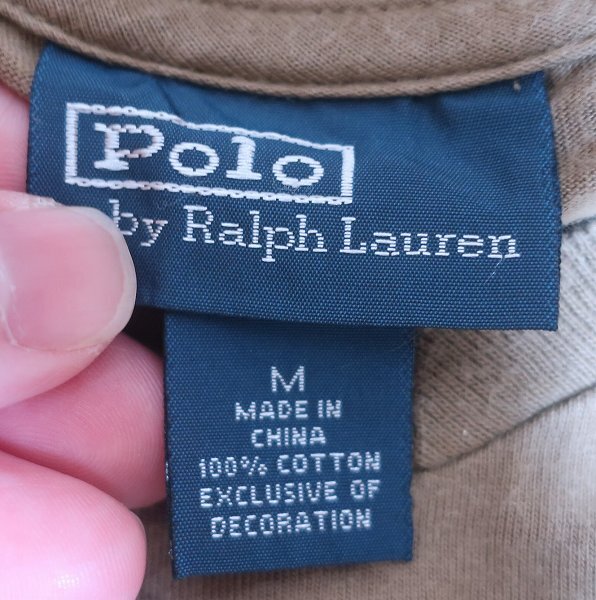 Polo
by Ralph Lauren
M
MADE IN
CHINA
100% COTTON
EXCLUSIVE OF
DECORATION